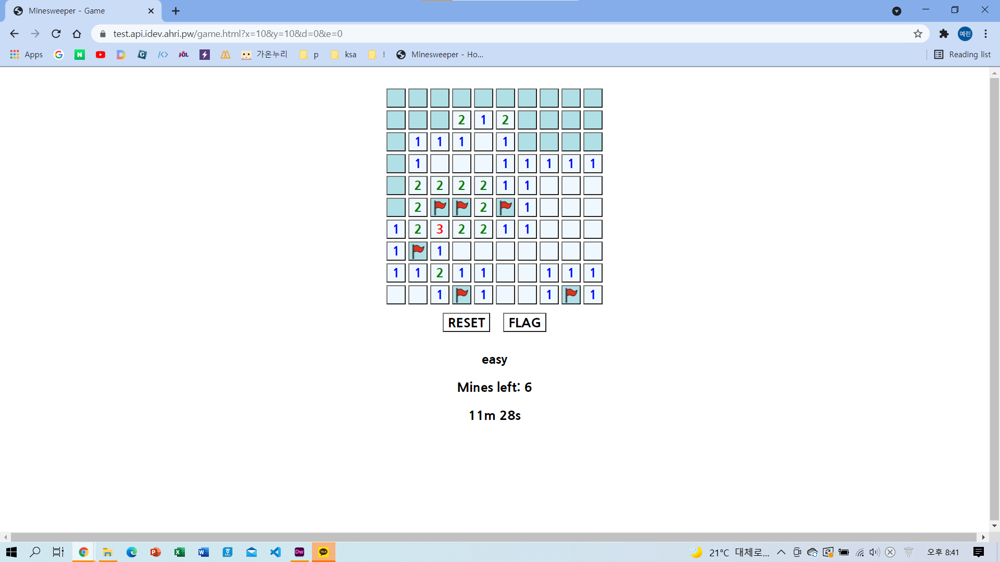 Minesweeper - Game
test.api.idev.ahri.pw/game.html?x=10&y=10&d=0&e=0
예린
Apps 가온누리 p ksa ! Minesweeper - Ho... Reading list
2 1 2
1 1 1 1
1 1 1 1 1 1
2 2 2 2 1 1
2 2 1
1 2 3 2 2 1 1
1 1
1 1 2 1 1 1 1 1
1 1 1 1
RESET FLAG
easy
Mines left: 6
11m 28s
21°C 대체로... 오후 8:41